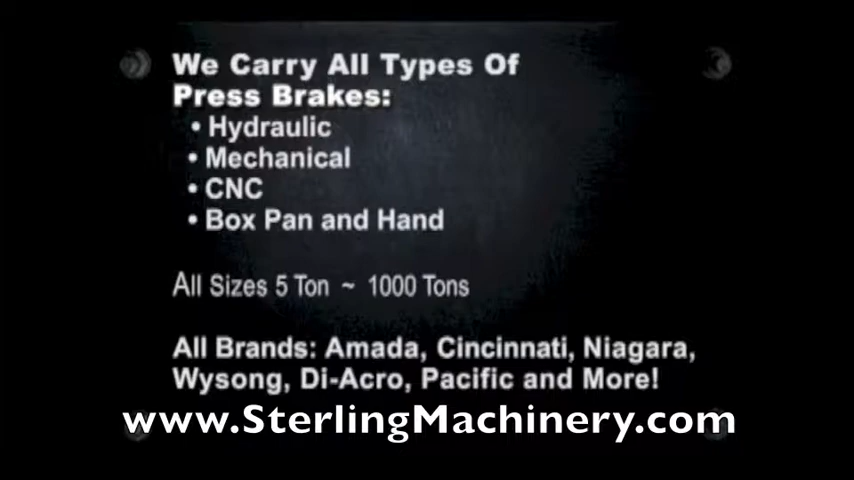 We Carry All Types Of
Press Brakes:
• Hydraulic
• Mechanical
• CNC
• Box Pan and Hand
All Sizes 5 Ton ~ 1000 Tons
All Brands: Amada, Cincinnati, Niagara,
Wysong, Di-Acro, Pacific and More!
www.SterlingMachinery.com